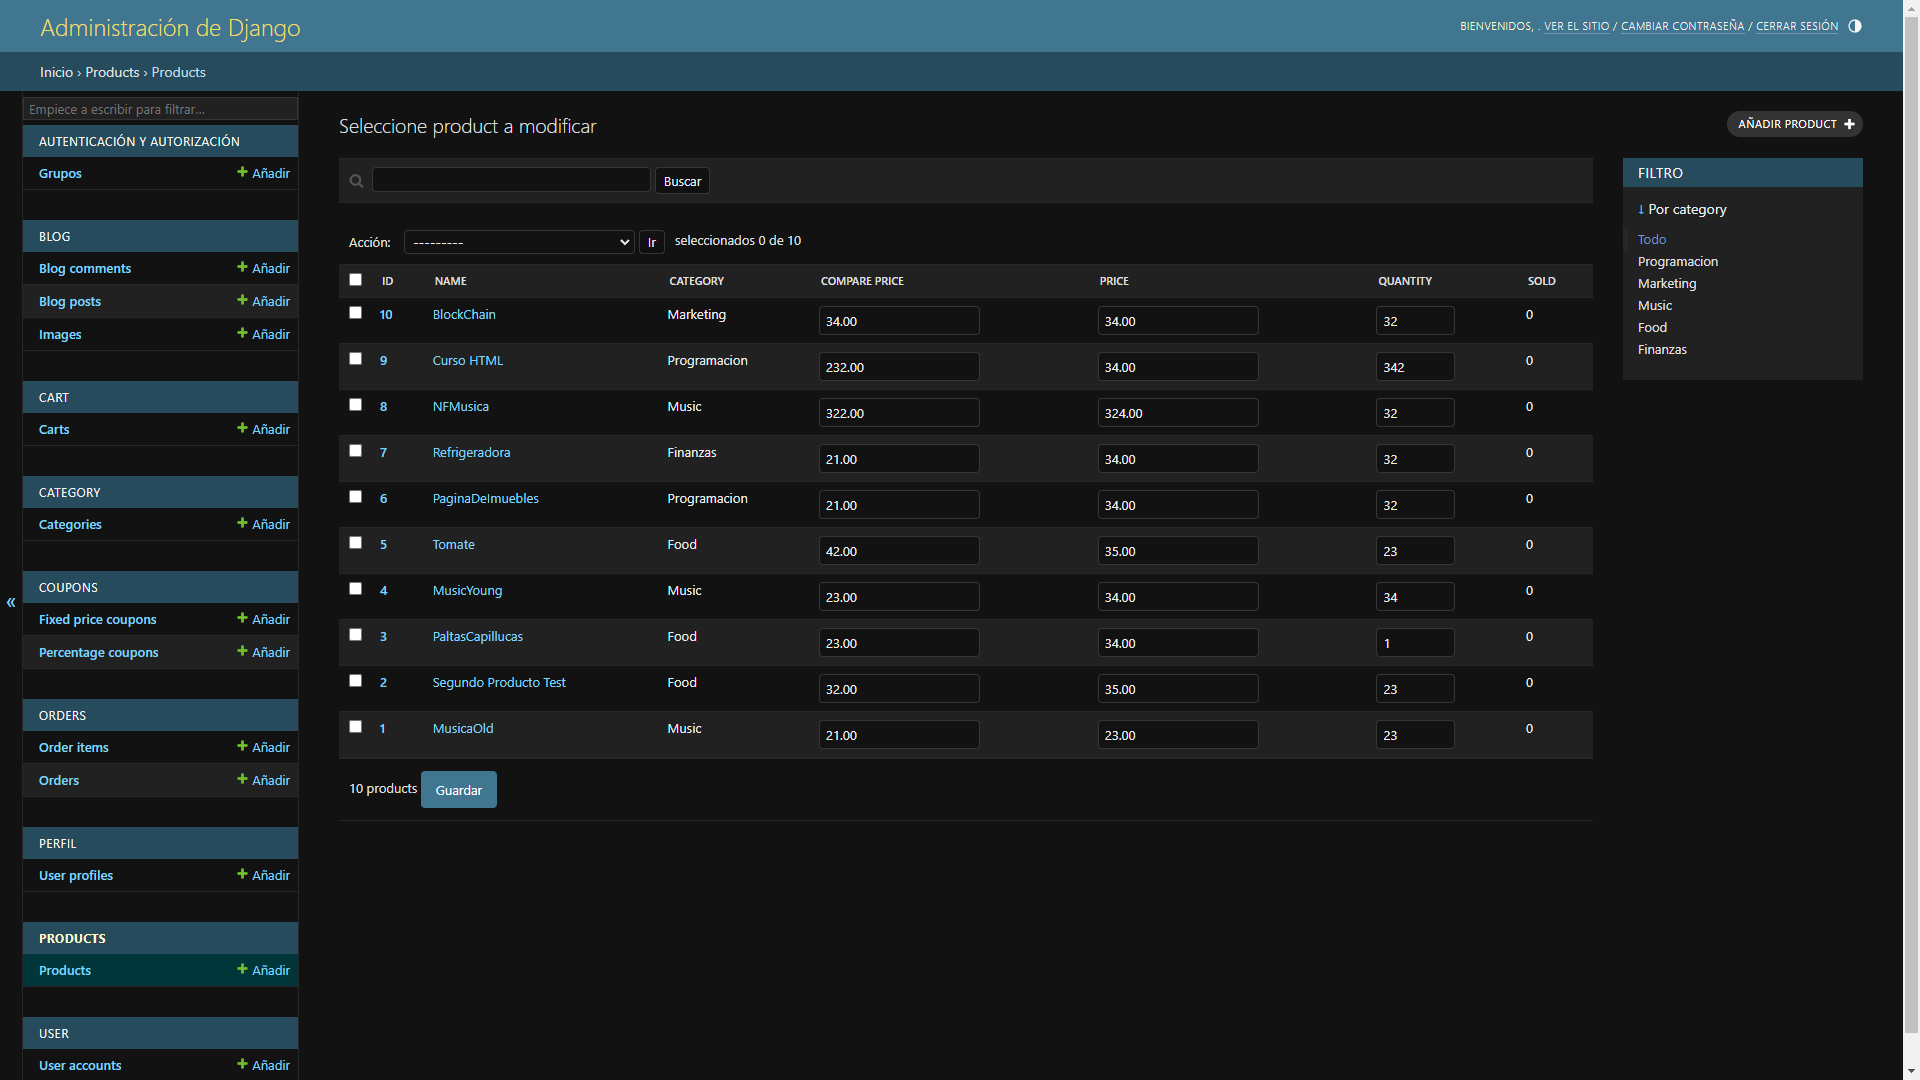 Administración de Django
BIENVENIDOS, . VER EL SITIO / CAMBIAR CONTRASEÑA / CERRAR SESIÓN
Inicio › Products › Products
Empiece a escribir para filtrar...
AUTENTICACIÓN Y AUTORIZACIÓN
Grupos + Añadir
BLOG
Blog comments + Añadir
Blog posts + Añadir
Images + Añadir
CART
Carts + Añadir
CATEGORY
Categories + Añadir
COUPONS
Fixed price coupons + Añadir
Percentage coupons + Añadir
ORDERS
Order items + Añadir
Orders + Añadir
PERFIL
User profiles + Añadir
PRODUCTS
Products + Añadir
USER
User accounts + Añadir
«
Seleccione product a modificar
AÑADIR PRODUCT +
Buscar
Acción: --------- Ir seleccionados 0 de 10
ID NAME CATEGORY COMPARE PRICE PRICE QUANTITY SOLD
10 BlockChain Marketing 34.00 34.00 32 0
9 Curso HTML Programacion 232.00 34.00 342 0
8 NFMusica Music 322.00 324.00 32 0
7 Refrigeradora Finanzas 21.00 34.00 32 0
6 PaginaDeImuebles Programacion 21.00 34.00 32 0
5 Tomate Food 42.00 35.00 23 0
4 MusicYoung Music 23.00 34.00 34 0
3 PaltasCapillucas Food 23.00 34.00 1 0
2 Segundo Producto Test Food 32.00 35.00 23 0
1 MusicaOld Music 21.00 23.00 23 0
10 products Guardar
FILTRO
↓ Por category
Todo
Programacion
Marketing
Music
Food
Finanzas